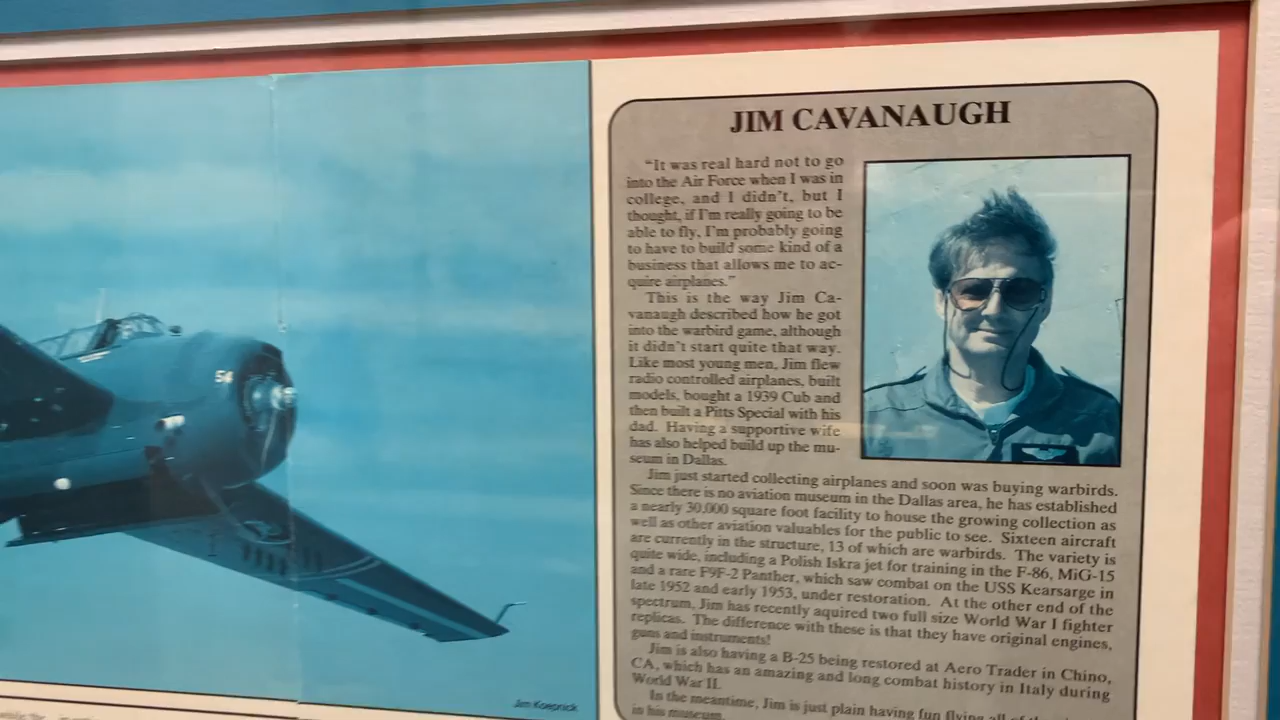 JIM CAVANAUGH
"It was real hard not to go
into the Air Force when I was in
college, and I didn't, but I
thought, if I'm really going to be
able to fly, I'm probably going
to have to build some kind of a
business that allows me to ac-
quire airplanes."
This is the way Jim Ca-
vanaugh described how he got
into the warbird game, although
it didn't start quite that way.
Like most young men, Jim flew
radio controlled airplanes, built
models, bought a 1939 Cub and
then built a Pitts Special with his
dad. Having a supportive wife
has also helped build up the mu-
seum in Dallas.
Jim just started collecting airplanes and soon was buying warbirds.
Since there is no aviation museum in the Dallas area, he has established
a nearly 30,000 square foot facility to house the growing collection as
well as other aviation valuables for the public to see. Sixteen aircraft
are currently in the structure, 13 of which are warbirds. The variety is
quite wide, including a Polish Iskra jet for training in the F-86, MiG-15
and a rare F9F-2 Panther, which saw combat on the USS Kearsarge in
late 1952 and early 1953, under restoration. At the other end of the
spectrum, Jim has recently aquired two full size World War I fighter
replicas. The difference with these is that they have original engines,
guns and instruments!
Jim is also having a B-25 being restored at Aero Trader in Chino,
CA, which has an amazing and long combat history in Italy during
World War II.
In the meantime, Jim is just plain having fun flying all of
in his museum.
54
Jim Koepnick